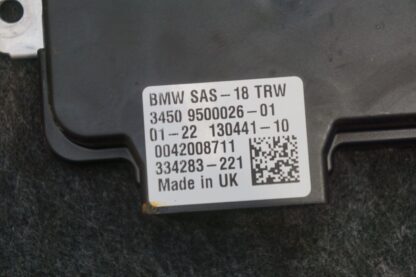 BMW SAS-18 TRW
3450 9500026-01
01-22 130441-10
0042008711
334283-221
Made in UK